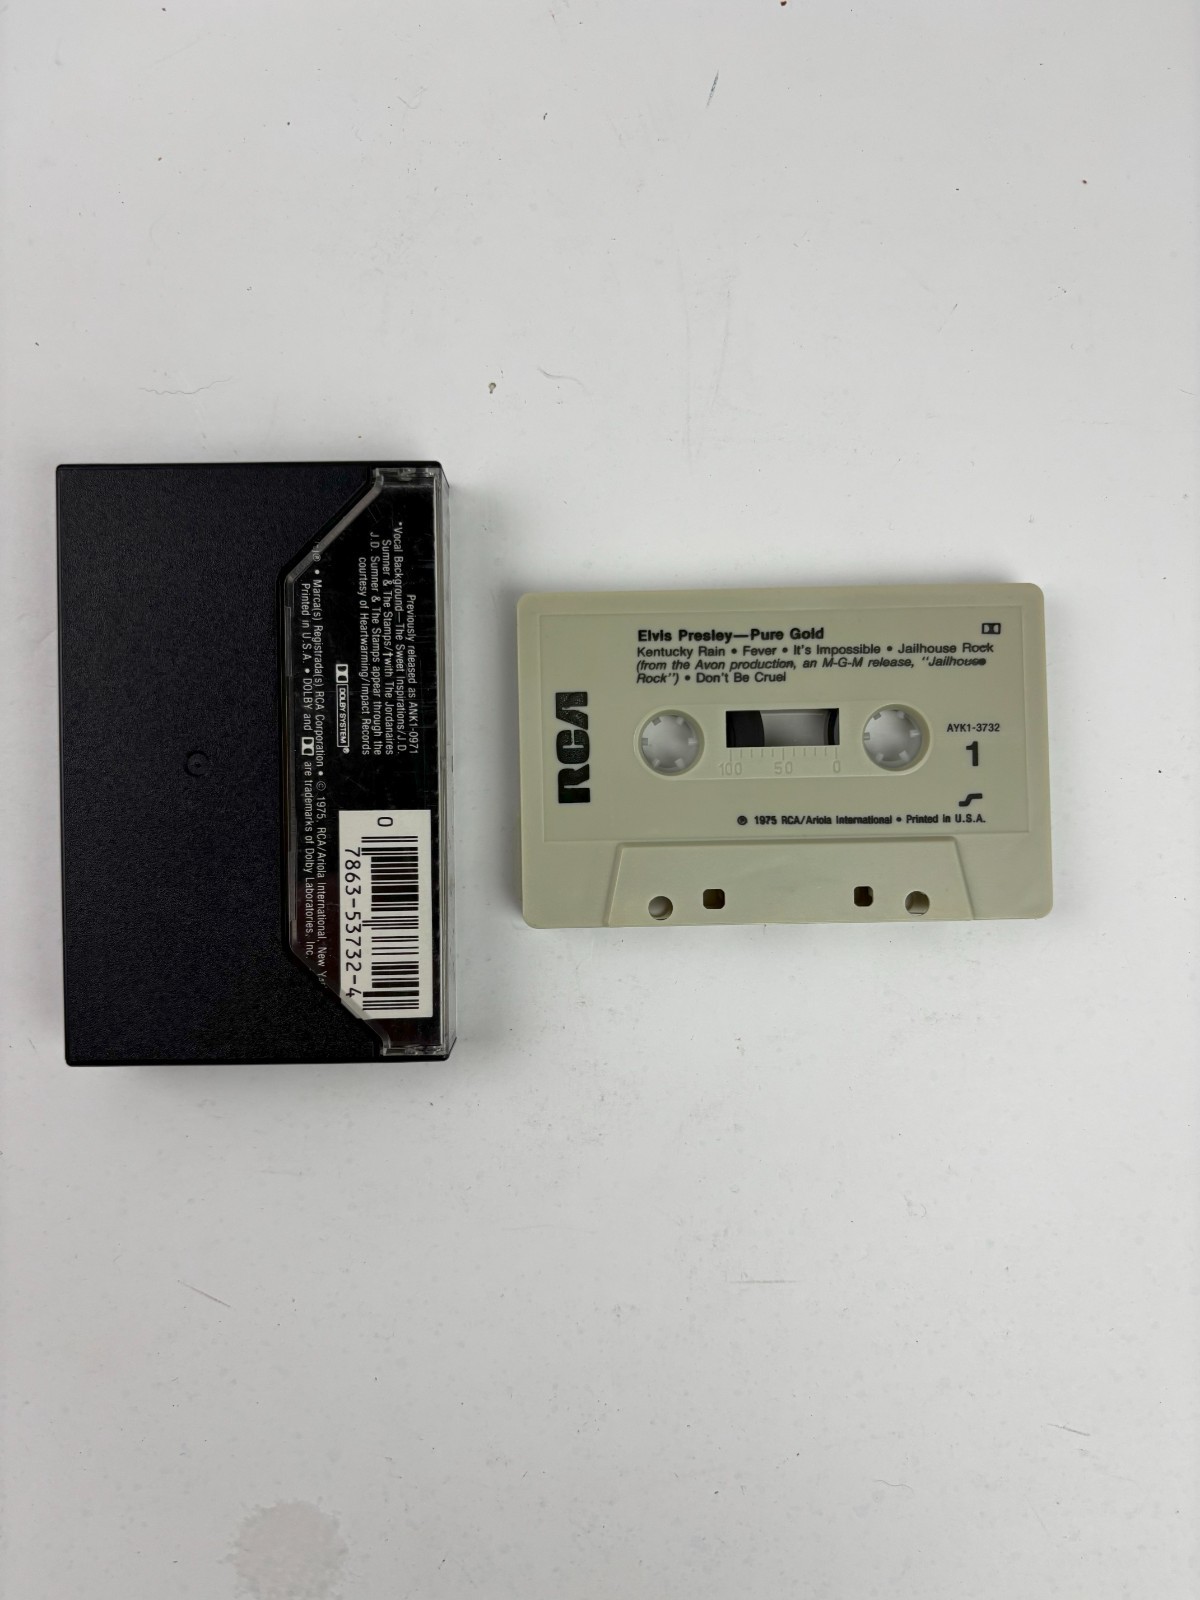 Previously released as ANK1-0971
*Vocal Background—The Sweet Inspirations/J.D.
Sumner & The Stamps/†with The Jordanaires
J.D. Sumner & The Stamps appear through the
courtesy of Heartwarming/Impact Records
DOLBY SYSTEM®
• Marca(s) Registrada(s) RCA Corporation • © 1975, RCA/Ariola International, New
Printed in U.S.A. • DOLBY and are trademarks of Dolby Laboratories, Inc.
0
7863-53732-4
Elvis Presley—Pure Gold
Kentucky Rain • Fever • It's Impossible • Jailhouse Rock
(from the Avon production, an M-G-M release, "Jailhouse
Rock") • Don't Be Cruel
RCA
AYK1-3732
1
100 50 0
℗ 1975 RCA/Ariola International • Printed in U.S.A.